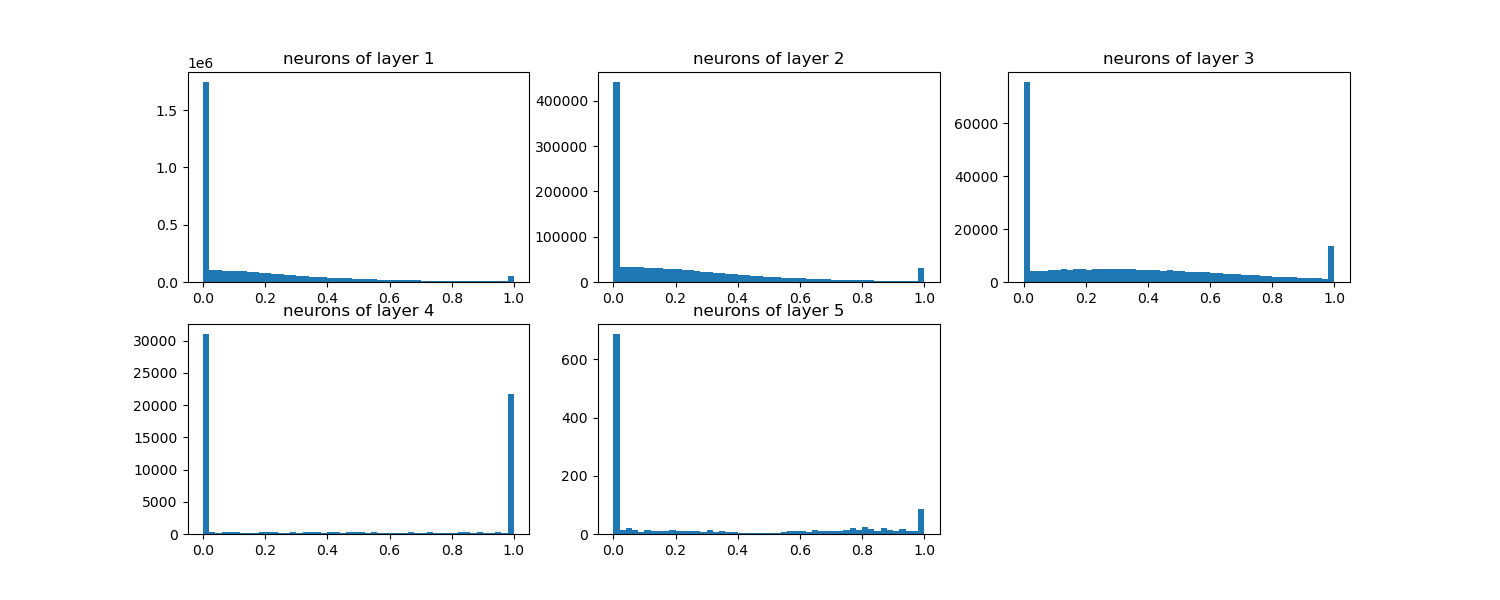 neurons of layer 1
neurons of layer 2
neurons of layer 3
1e6
1.5
1.0
0.5
0.0
0.0 0.2 0.4 0.6 0.8 1.0
400000
300000
200000
100000
0
0.0 0.2 0.4 0.6 0.8 1.0
60000
40000
20000
0
0.0 0.2 0.4 0.6 0.8 1.0
neurons of layer 4
neurons of layer 5
30000
25000
20000
15000
10000
5000
0
0.0 0.2 0.4 0.6 0.8 1.0
600
400
200
0
0.0 0.2 0.4 0.6 0.8 1.0